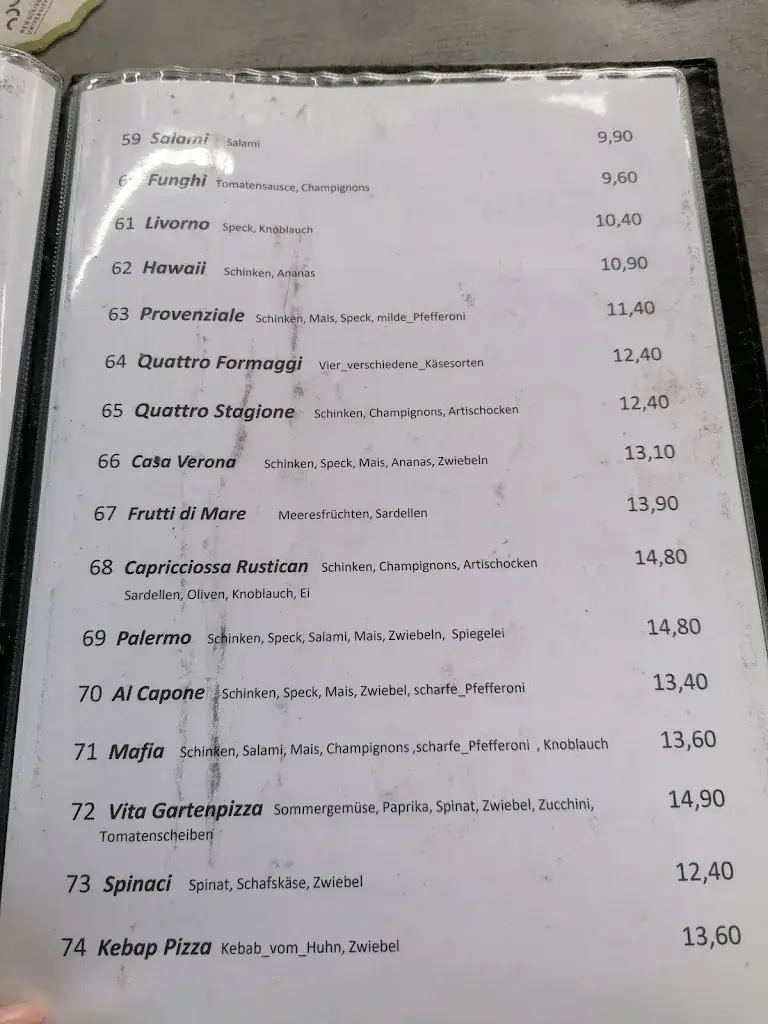 59 Salami Salami 9,90
Funghi Tomatensausce, Champignons 9,60
61 Livorno Speck, Knoblauch 10,40
62 Hawaii Schinken, Ananas 10,90
63 Provenziale Schinken, Mais, Speck, milde_Pfefferoni 11,40
64 Quattro Formaggi Vier_verschiedene_Käsesorten 12,40
65 Quattro Stagione Schinken, Champignons, Artischocken 12,40
66 Casa Verona Schinken, Speck, Mais, Ananas, Zwiebeln 13,10
67 Frutti di Mare Meeresfrüchten, Sardellen 13,90
68 Capricciossa Rustican Schinken, Champignons, Artischocken 14,80
Sardellen, Oliven, Knoblauch, Ei
69 Palermo Schinken, Speck, Salami, Mais, Zwiebeln, Spiegelei 14,80
70 Al Capone Schinken, Speck, Mais, Zwiebel, scharfe_Pfefferoni 13,40
71 Mafia Schinken, Salami, Mais, Champignons ,scharfe_Pfefferoni , Knoblauch 13,60
72 Vita Gartenpizza Sommergemüse, Paprika, Spinat, Zwiebel, Zucchini, 14,90
Tomatenscheiben
73 Spinaci Spinat, Schafskäse, Zwiebel 12,40
74 Kebap Pizza Kebab_vom_Huhn, Zwiebel 13,60